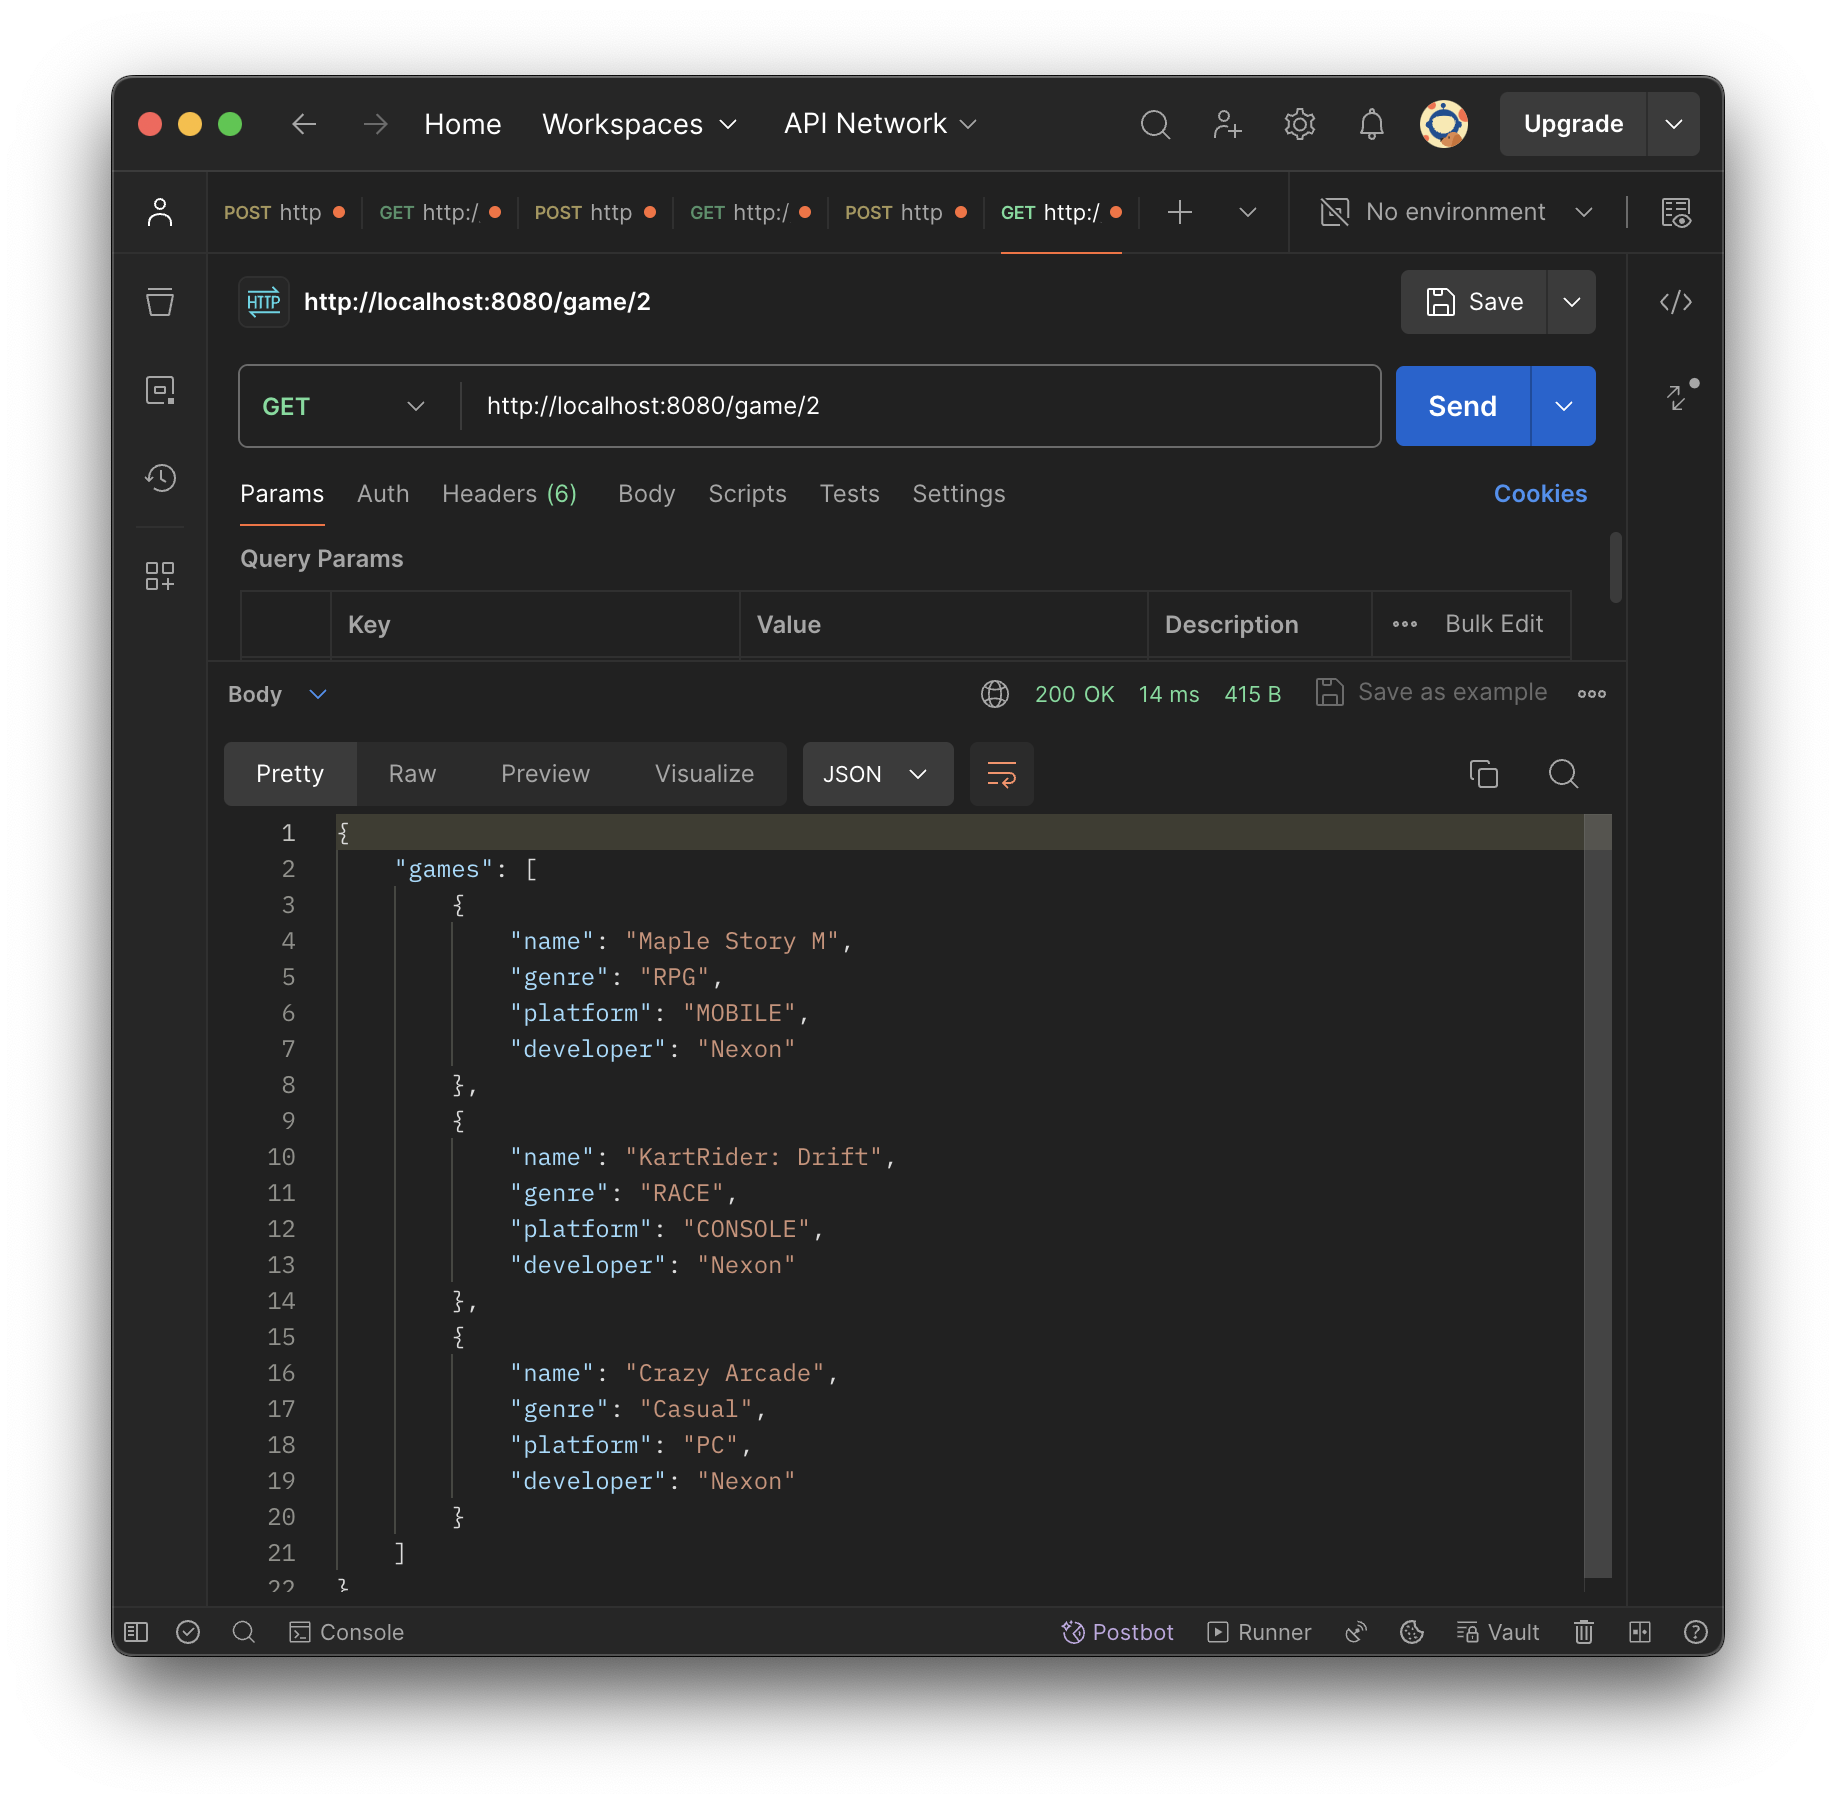 Home Workspaces API Network Upgrade
POST http GET http:/ POST http GET http:/ POST http GET http:/ No environment
HTTP http://localhost:8080/game/2 Save
GET http://localhost:8080/game/2 Send
Params Auth Headers (6) Body Scripts Tests Settings Cookies
Query Params
Key Value Description Bulk Edit
Body 200 OK 14 ms 415 B Save as example
Pretty Raw Preview Visualize JSON
1 {
2 "games": [
3 {
4 "name": "Maple Story M",
5 "genre": "RPG",
6 "platform": "MOBILE",
7 "developer": "Nexon"
8 },
9 {
10 "name": "KartRider: Drift",
11 "genre": "RACE",
12 "platform": "CONSOLE",
13 "developer": "Nexon"
14 },
15 {
16 "name": "Crazy Arcade",
17 "genre": "Casual",
18 "platform": "PC",
19 "developer": "Nexon"
20 }
21 ]
22 }
Console Postbot Runner Vault